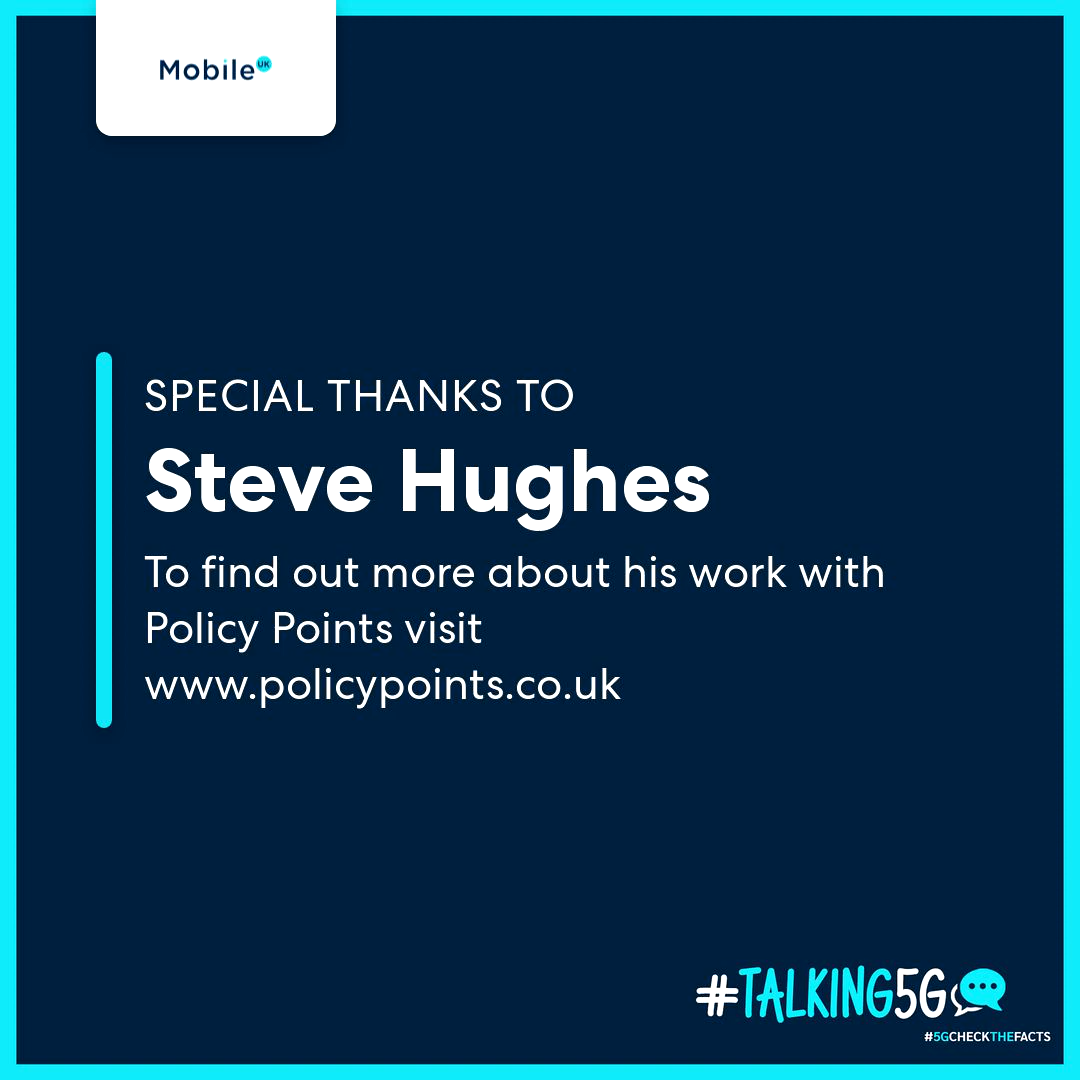 Mobile UK
SPECIAL THANKS TO
Steve Hughes
To find out more about his work with
Policy Points visit
www.policypoints.co.uk
#TALKING5G
#5GCHECKTHEFACTS